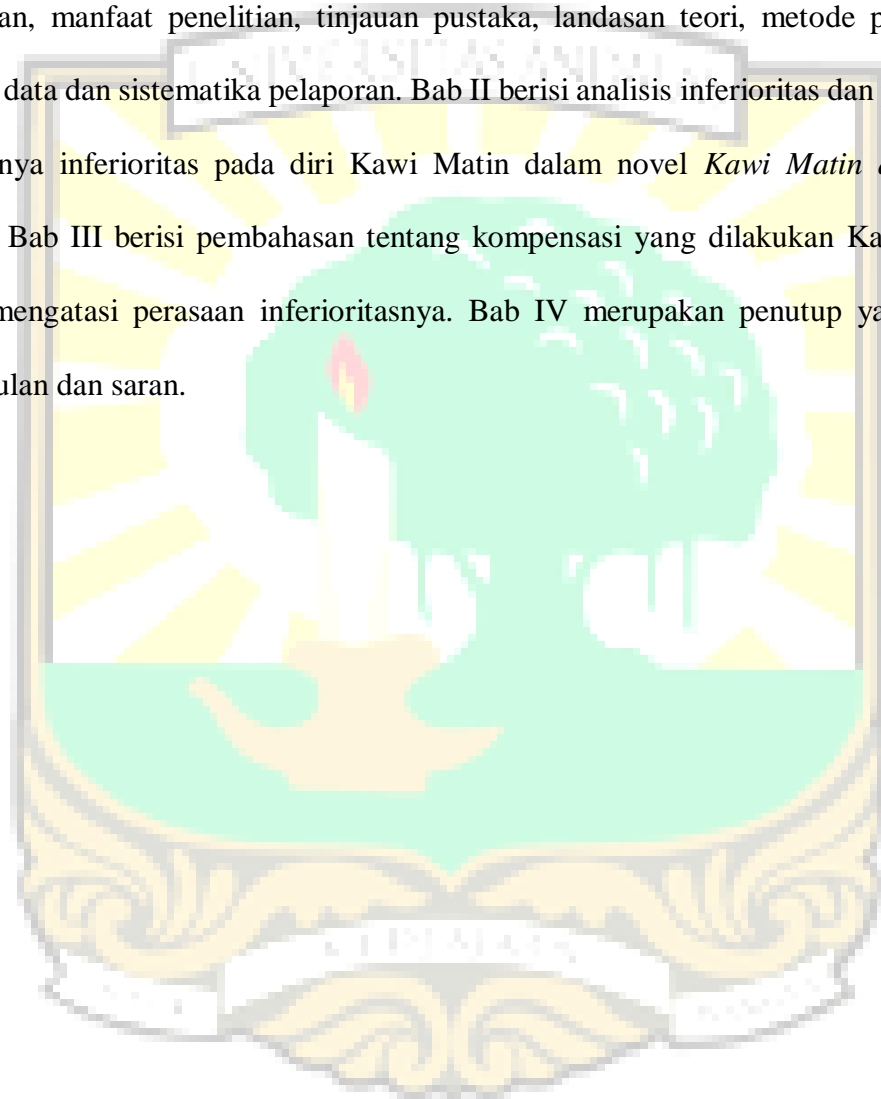 an, manfaat penelitian, tinjauan pustaka, landasan teori, metode p
data dan sistematika pelaporan. Bab II berisi analisis inferioritas dan
nya inferioritas pada diri Kawi Matin dalam novel Kawi Matin
Bab III berisi pembahasan tentang kompensasi yang dilakukan Ka
mengatasi perasaan inferioritasnya. Bab IV merupakan penutup ya
ulan dan saran.